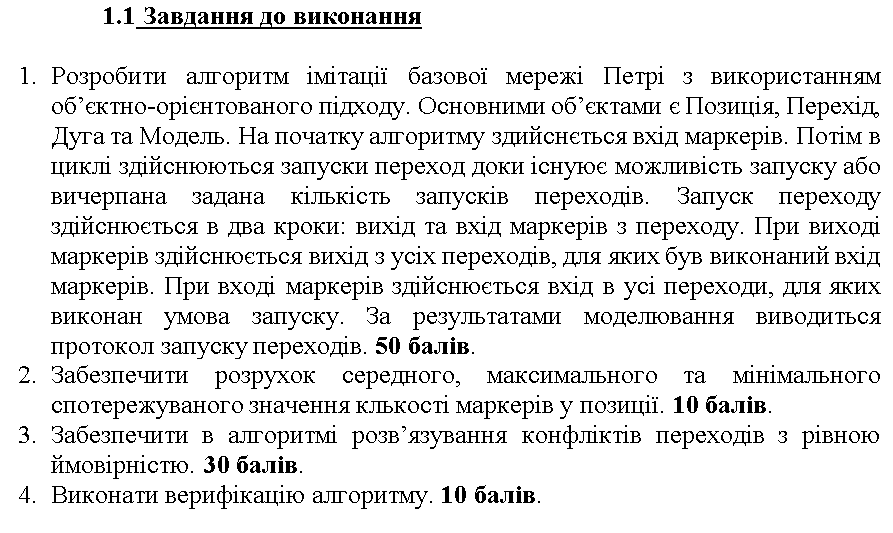 1.1 Завдання до виконання
1. Розробити алгоритм імітації базової мережі Петрі з використанням
об’єктно-орієнтованого підходу. Основними об’єктами є Позиція, Перехід,
Дуга та Модель. На початку алгоритму здийснється вхід маркерів. Потім в
циклі здійснюються запуски переход доки існуює можливість запуску або
вичерпана задана кількість запусків переходів. Запуск переходу
здійснюється в два кроки: вихід та вхід маркерів з переходу. При виході
маркерів здійснюється вихід з усіх переходів, для яких був виконаний вхід
маркерів. При вході маркерів здійснюється вхід в усі переходи, для яких
виконан умова запуску. За результатами моделювання виводиться
протокол запуску переходів. 50 балів.
2. Забезпечити розрухок середного, максимального та мінімального
спотережуваного значення клькості маркерів у позиції. 10 балів.
3. Забезпечити в алгоритмі розв’язування конфліктів переходів з рівною
ймовірністю. 30 балів.
4. Виконати верифікацію алгоритму. 10 балів.